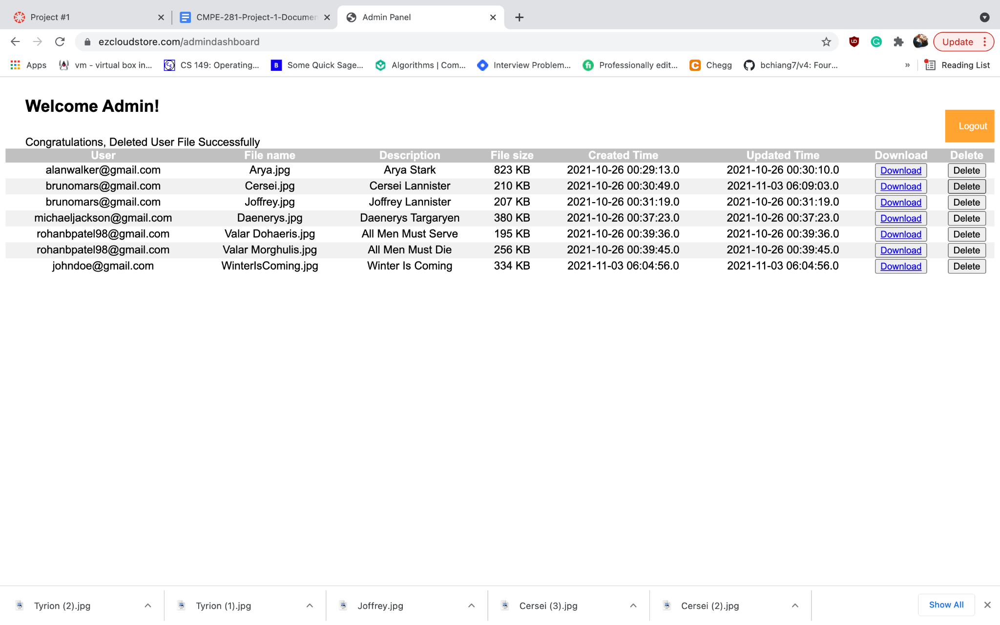 Project #1
CMPE-281-Project-1-Documen
Admin Panel
ezcloudstore.com/admindashboard
Update
Apps
vm - virtual box in...
CS 149: Operating...
Some Quick Sage...
Algorithms | Com...
Interview Problem...
Professionally edit...
Chegg
bchiang7/v4: Four...
»
Reading List
Welcome Admin!
Logout
Congratulations, Deleted User File Successfully
User File name Description File size Created Time Updated Time Download Delete
alanwalker@gmail.com Arya.jpg Arya Stark 823 KB 2021-10-26 00:29:13.0 2021-10-26 00:30:10.0 Download Delete
brunomars@gmail.com Cersei.jpg Cersei Lannister 210 KB 2021-10-26 00:30:49.0 2021-11-03 06:09:03.0 Download Delete
brunomars@gmail.com Joffrey.jpg Joffrey Lannister 207 KB 2021-10-26 00:31:19.0 2021-10-26 00:31:19.0 Download Delete
michaeljackson@gmail.com Daenerys.jpg Daenerys Targaryen 380 KB 2021-10-26 00:37:23.0 2021-10-26 00:37:23.0 Download Delete
rohanbpatel98@gmail.com Valar Dohaeris.jpg All Men Must Serve 195 KB 2021-10-26 00:39:36.0 2021-10-26 00:39:36.0 Download Delete
rohanbpatel98@gmail.com Valar Morghulis.jpg All Men Must Die 256 KB 2021-10-26 00:39:45.0 2021-10-26 00:39:45.0 Download Delete
johndoe@gmail.com WinterIsComing.jpg Winter Is Coming 334 KB 2021-11-03 06:04:56.0 2021-11-03 06:04:56.0 Download Delete
Tyrion (2).jpg
Tyrion (1).jpg
Joffrey.jpg
Cersei (3).jpg
Cersei (2).jpg
Show All